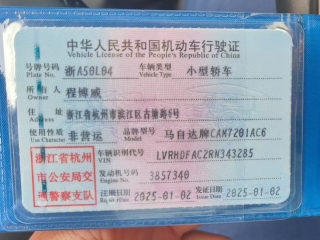 中华人民共和国机动车行驶证
Vehicle License of the People's Republic of China
号牌号码 浙A50L04 车辆类型 小型轿车
Plate No. Vehicle Type
所有人 程博威
Owner
住址 浙江省杭州市滨江区古塘路5号
Address
使用性质 非营运 品牌型号 马自达牌CAM7201AC6
Use Character Model
浙江省杭州
市公安局交
通警察支队
车辆识别代号 LVRHDFAC2RN343285
VIN
发动机号码 3857340
Engine No.
注册日期 2025-01-02 发证日期 2025-01-02
Register Date Issue Date